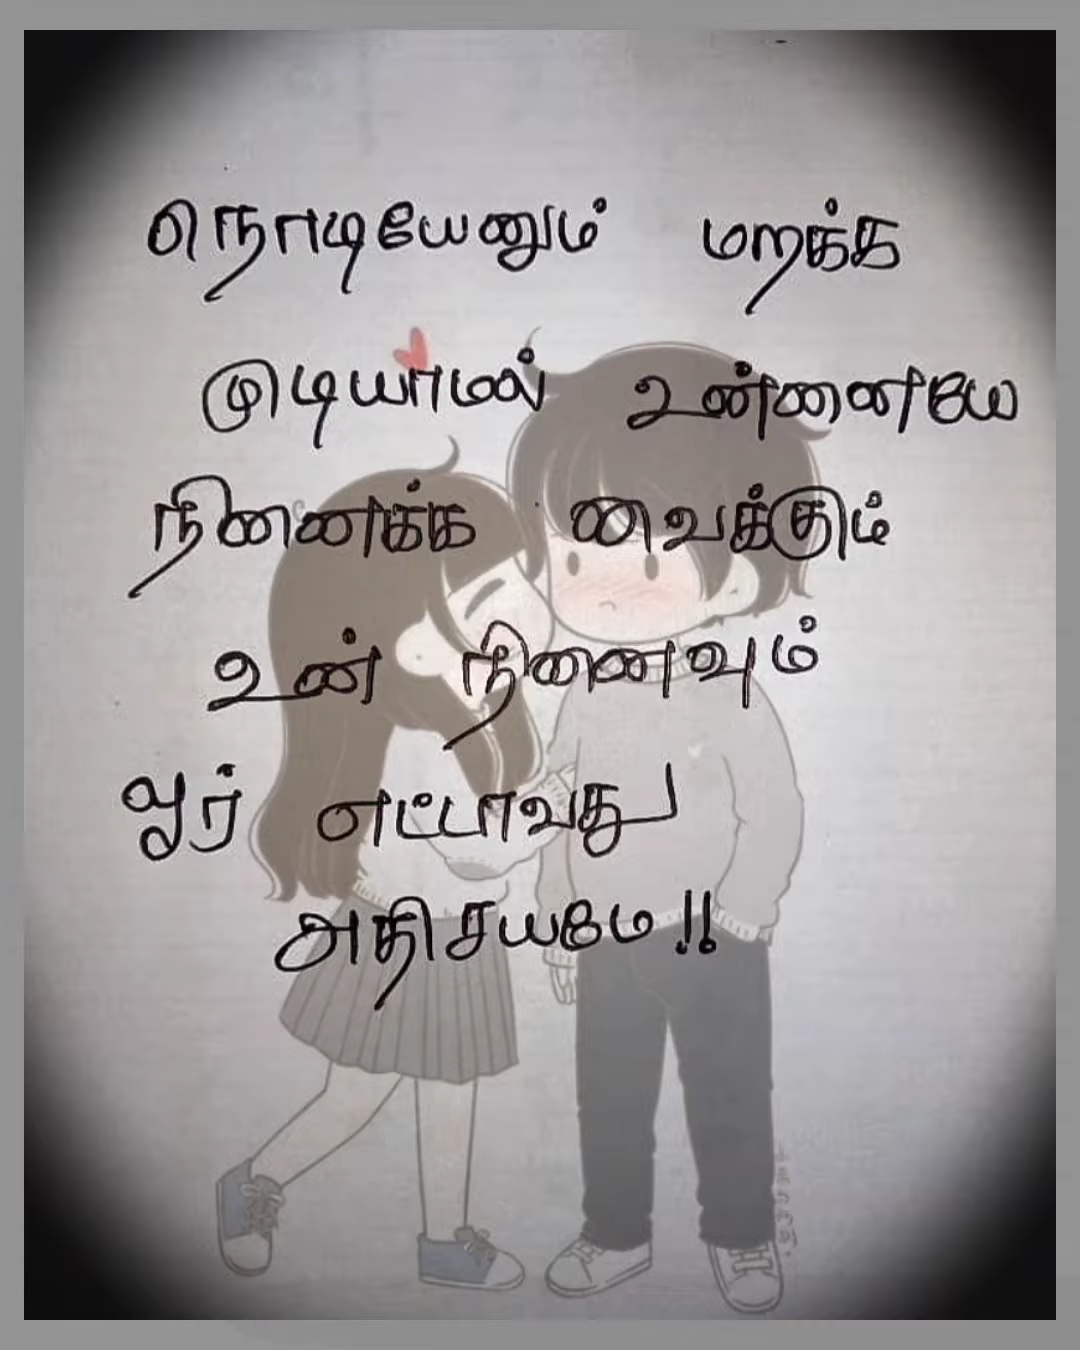 நொடியேனும் மறக்க
முடியாமல் உன்னையே
நினைக்க வைக்கும்
உன் நினைவும்
ஓர் எட்டாவது
அதிசயமே !!